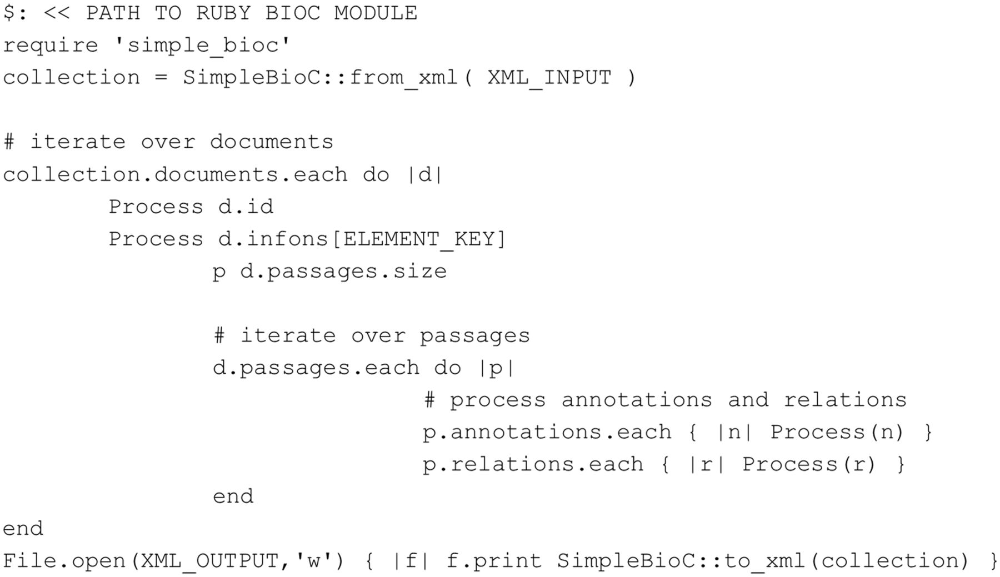 $: << PATH TO RUBY BIOC MODULE
require 'simple_bioc'
collection = SimpleBioC::from_xml( XML_INPUT )
# iterate over documents
collection.documents.each do |d|
Process d.id
Process d.infons[ELEMENT_KEY]
p d.passages.size
# iterate over passages
d.passages.each do |p|
# process annotations and relations
p.annotations.each { |n| Process(n) }
p.relations.each { |r| Process(r) }
end
end
File.open(XML_OUTPUT,'w') { |f| f.print SimpleBioC::to_xml(collection) }